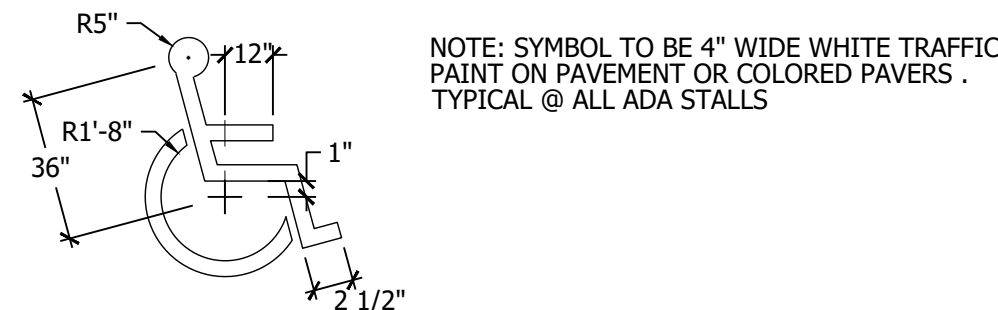 R5"
12"
NOTE: SYMBOL TO BE 4" WIDE WHITE TRAFFIC
PAINT ON PAVEMENT OR COLORED PAVERS .
TYPICAL @ ALL ADA STALLS
R1'-8"
1"
36"
2 1/2"